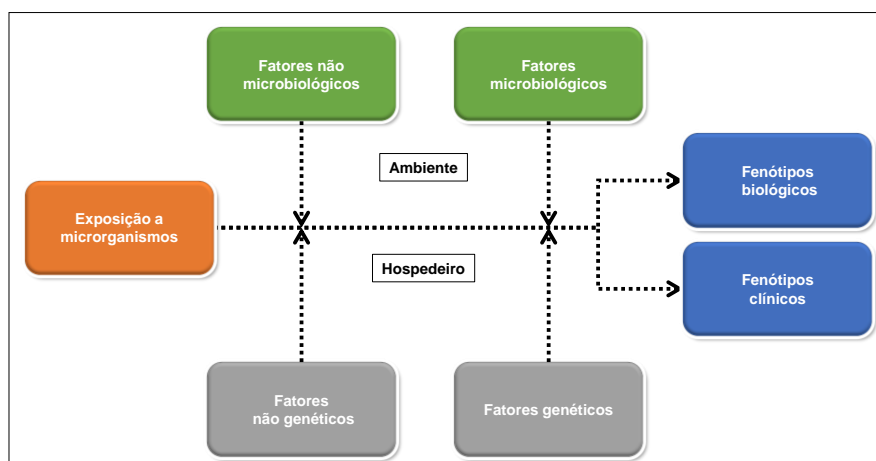 Fatores não
microbiológicos
Fatores
microbiológicos
Ambiente
Fenótipos
biológicos
Exposição a
microrganismos
Hospedeiro
Fenótipos
clínicos
Fatores
não genéticos
Fatores genéticos